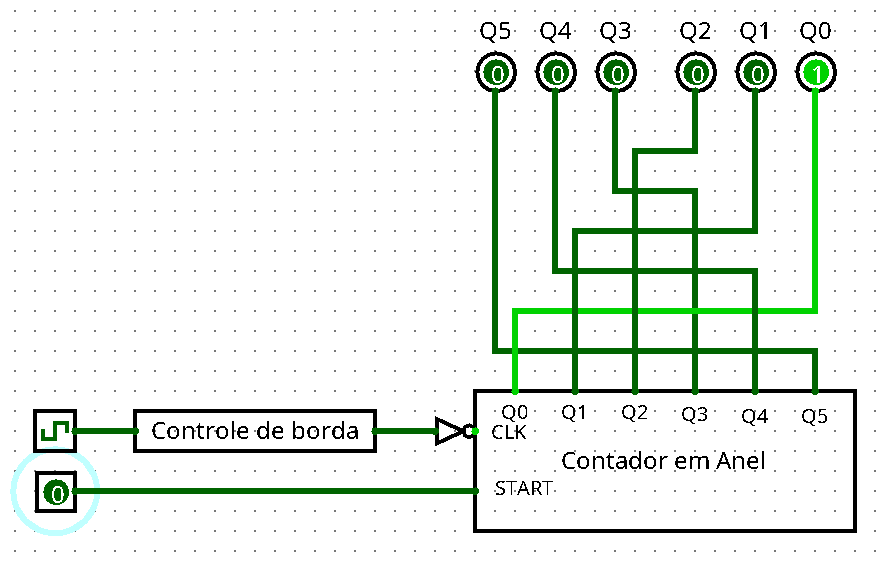 Q5 Q4 Q3 Q2 Q1 Q0
0 0 0 0 0 1
Q0 Q1 Q2 Q3 Q4 Q5
Controle de borda
CLK
Contador em Anel
0
START